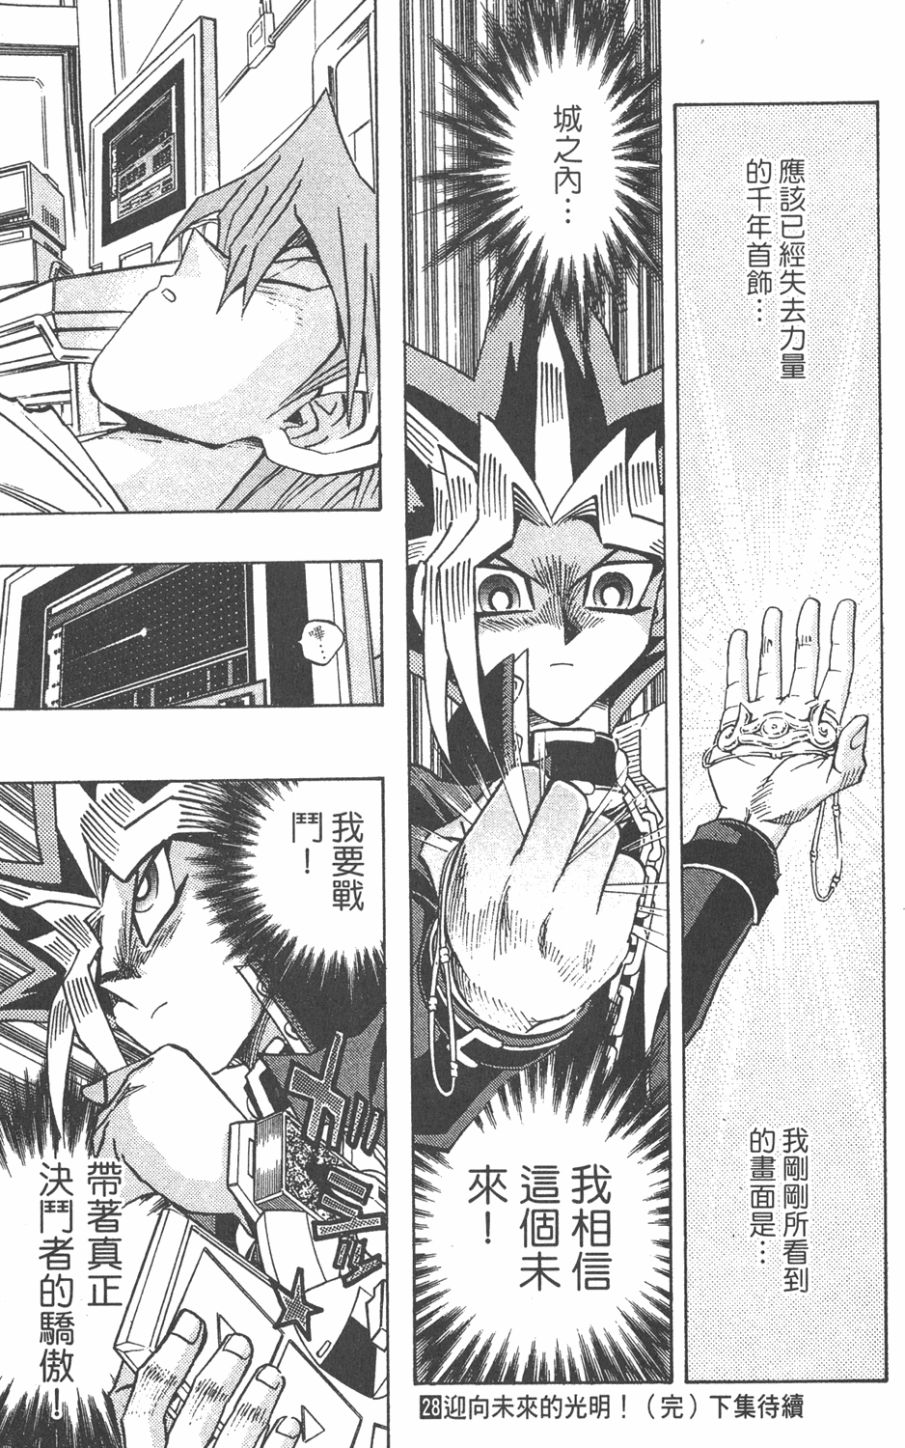 應該已經失去力量
的千年首飾…
我剛剛所看到
的畫面是…
城之內…
我相信
這個未
來！
嗶…
我要戰
鬥！
帶著真正
決鬥者的驕傲！
28迎向未來的光明！（完）下集待續